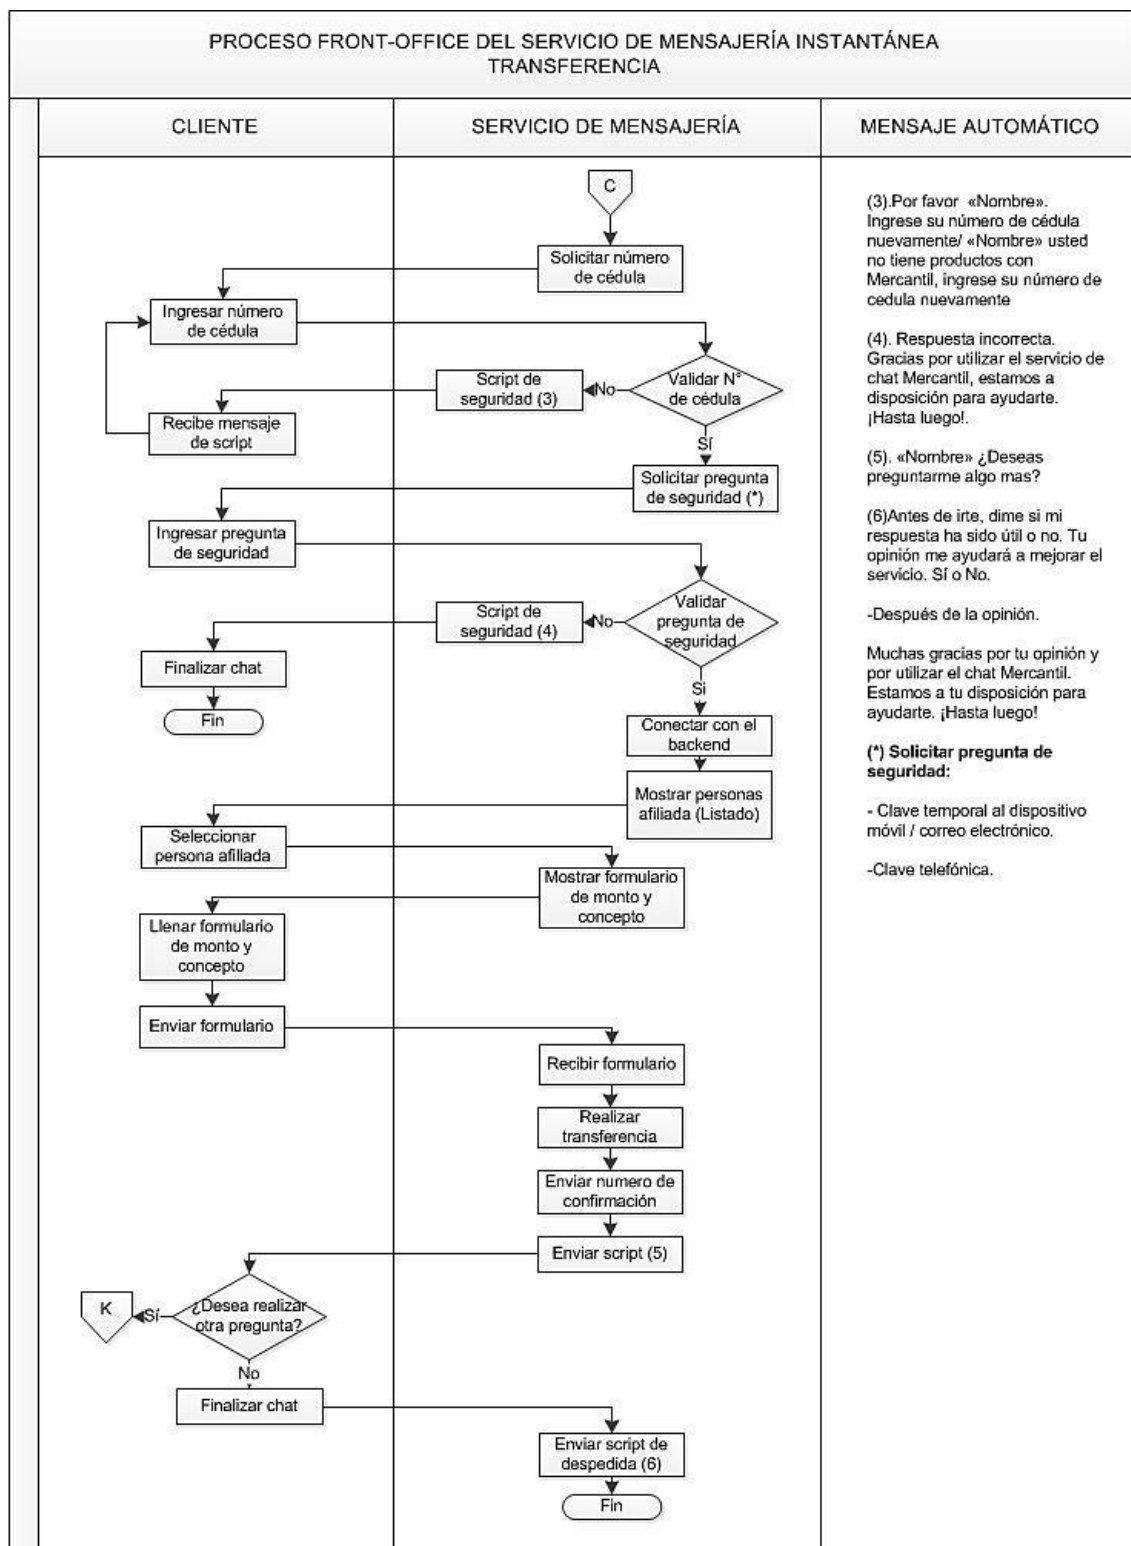 PROCESO FRONT-OFFICE DEL SERVICIO DE MENSAJERÍA INSTANTÁNEA
TRANSFERENCIA
CLIENTE
SERVICIO DE MENSAJERÍA
MENSAJE AUTOMÁTICO
C
Solicitar número
de cédula
Ingresar número
de cédula
Validar N°
de cédula
No
Script de
seguridad (3)
Recibe mensaje
de script
Sí
Solicitar pregunta
de seguridad (*)
Ingresar pregunta
de seguridad
Validar
pregunta de
seguridad
No
Script de
seguridad (4)
Finalizar chat
Fin
Si
Conectar con el
backend
Mostrar personas
afiliada (Listado)
Seleccionar
persona afiliada
Mostrar formulario
de monto y
concepto
Llenar formulario
de monto y
concepto
Enviar formulario
Recibir formulario
Realizar
transferencia
Enviar numero de
confirmación
Enviar script (5)
¿Desea realizar
otra pregunta?
Sí
K
No
Finalizar chat
Enviar script de
despedida (6)
Fin
(3).Por favor «Nombre».
Ingrese su número de cédula
nuevamente/ «Nombre» usted
no tiene productos con
Mercantil, ingrese su número de
cedula nuevamente
(4). Respuesta incorrecta.
Gracias por utilizar el servicio de
chat Mercantil, estamos a
disposición para ayudarte.
¡Hasta luego!.
(5). «Nombre» ¿Deseas
preguntarme algo mas?
(6)Antes de irte, dime si mi
respuesta ha sido útil o no. Tu
opinión me ayudará a mejorar el
servicio. Sí o No.
-Después de la opinión.
Muchas gracias por tu opinión y
por utilizar el chat Mercantil.
Estamos a tu disposición para
ayudarte. ¡Hasta luego!
(*) Solicitar pregunta de
seguridad:
- Clave temporal al dispositivo
móvil / correo electrónico.
-Clave telefónica.